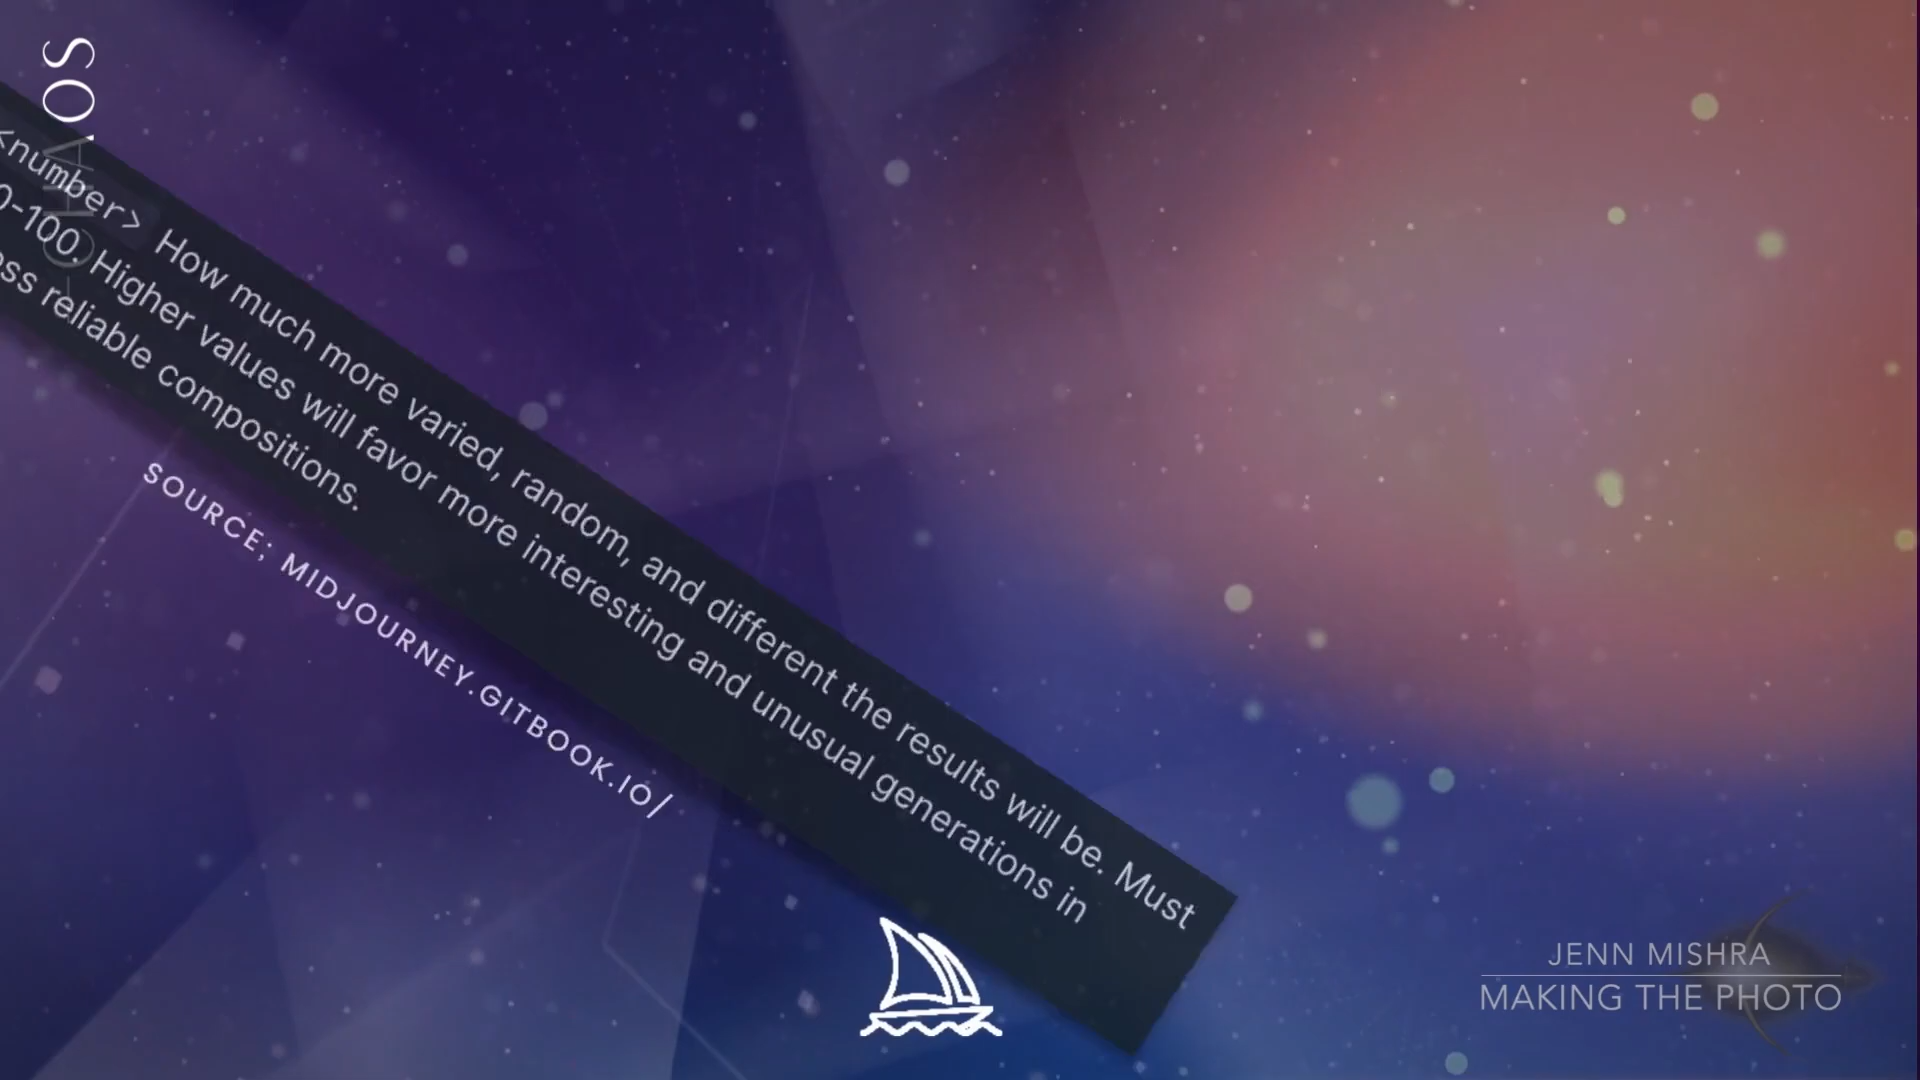 CHAOS
<number> How much more varied, random, and different the results will be. Must
0-100. Higher values will favor more interesting and unusual generations in
reliable compositions.
SOURCE; MIDJOURNEY.GITBOOK.IO/
JENN MISHRA
MAKING THE PHOTO